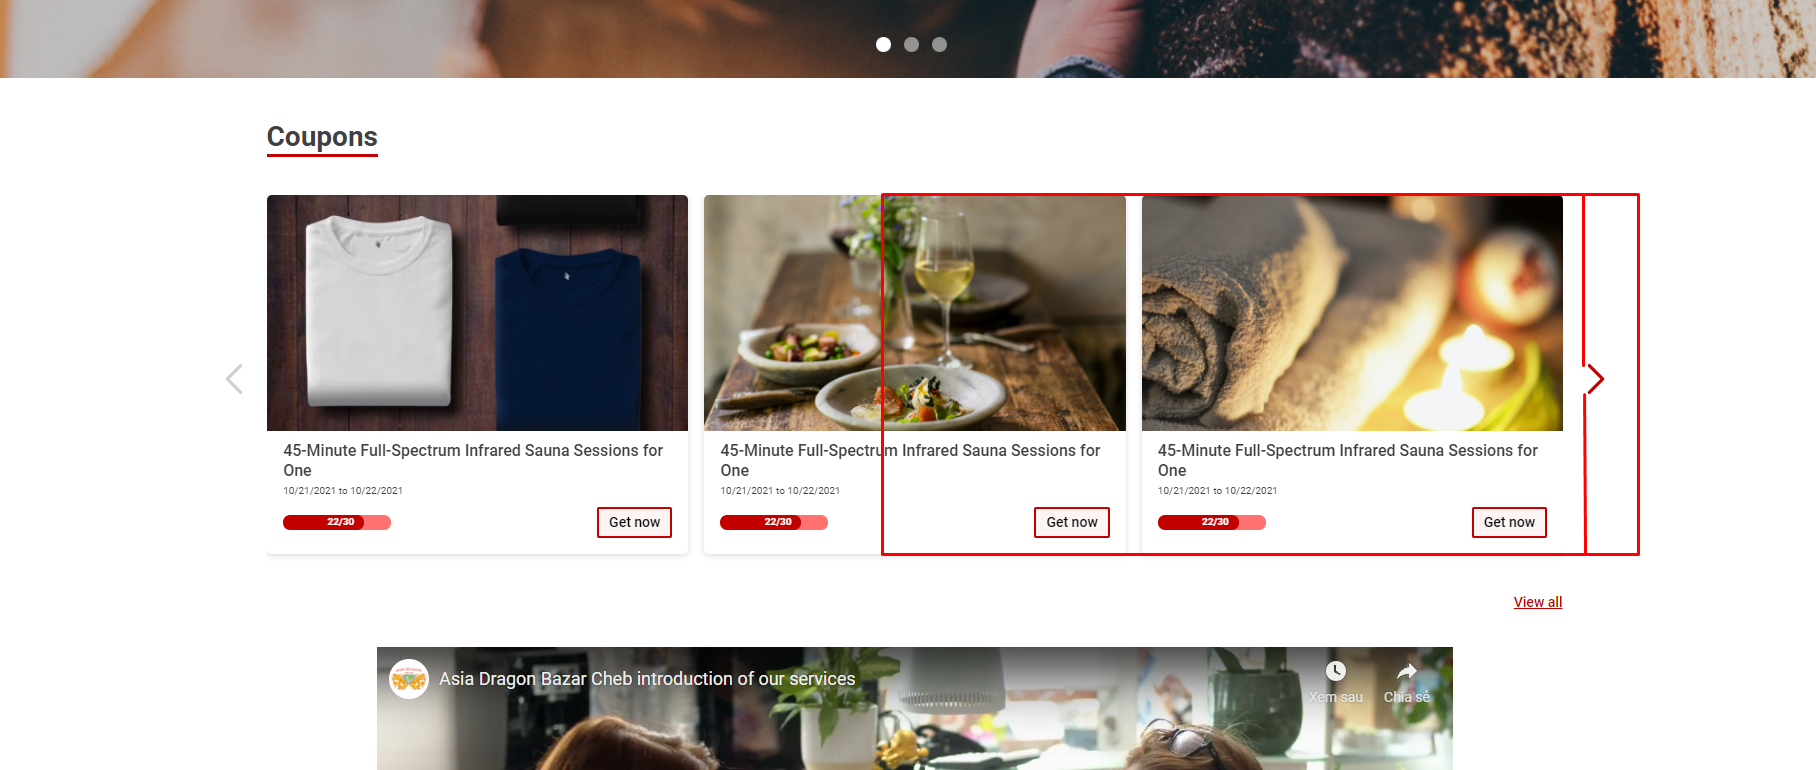 Coupons
45-Minute Full-Spectrum Infrared Sauna Sessions for
One
10/21/2021 to 10/22/2021
22/30
Get now
45-Minute Full-Spectrum Infrared Sauna Sessions for
One
10/21/2021 to 10/22/2021
22/30
Get now
45-Minute Full-Spectrum Infrared Sauna Sessions for
One
10/21/2021 to 10/22/2021
22/30
Get now
View all
Asia Dragon Bazar Cheb introduction of our services
Xem sau
Chia sẻ